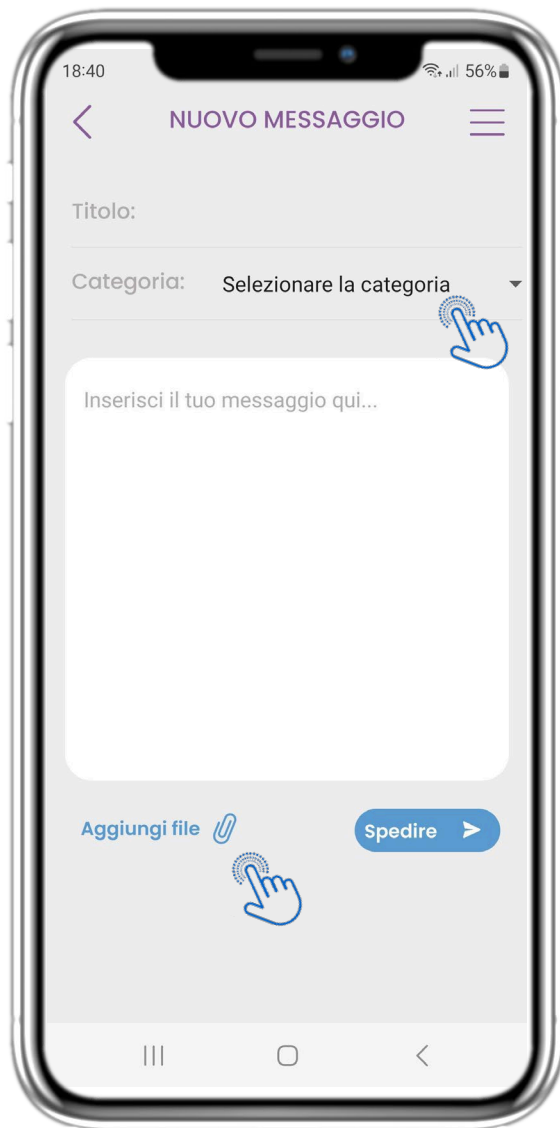 18:40 56%
NUOVO MESSAGGIO
Titolo:
Categoria: Selezionare la categoria
Inserisci il tuo messaggio qui...
Aggiungi file Spedire